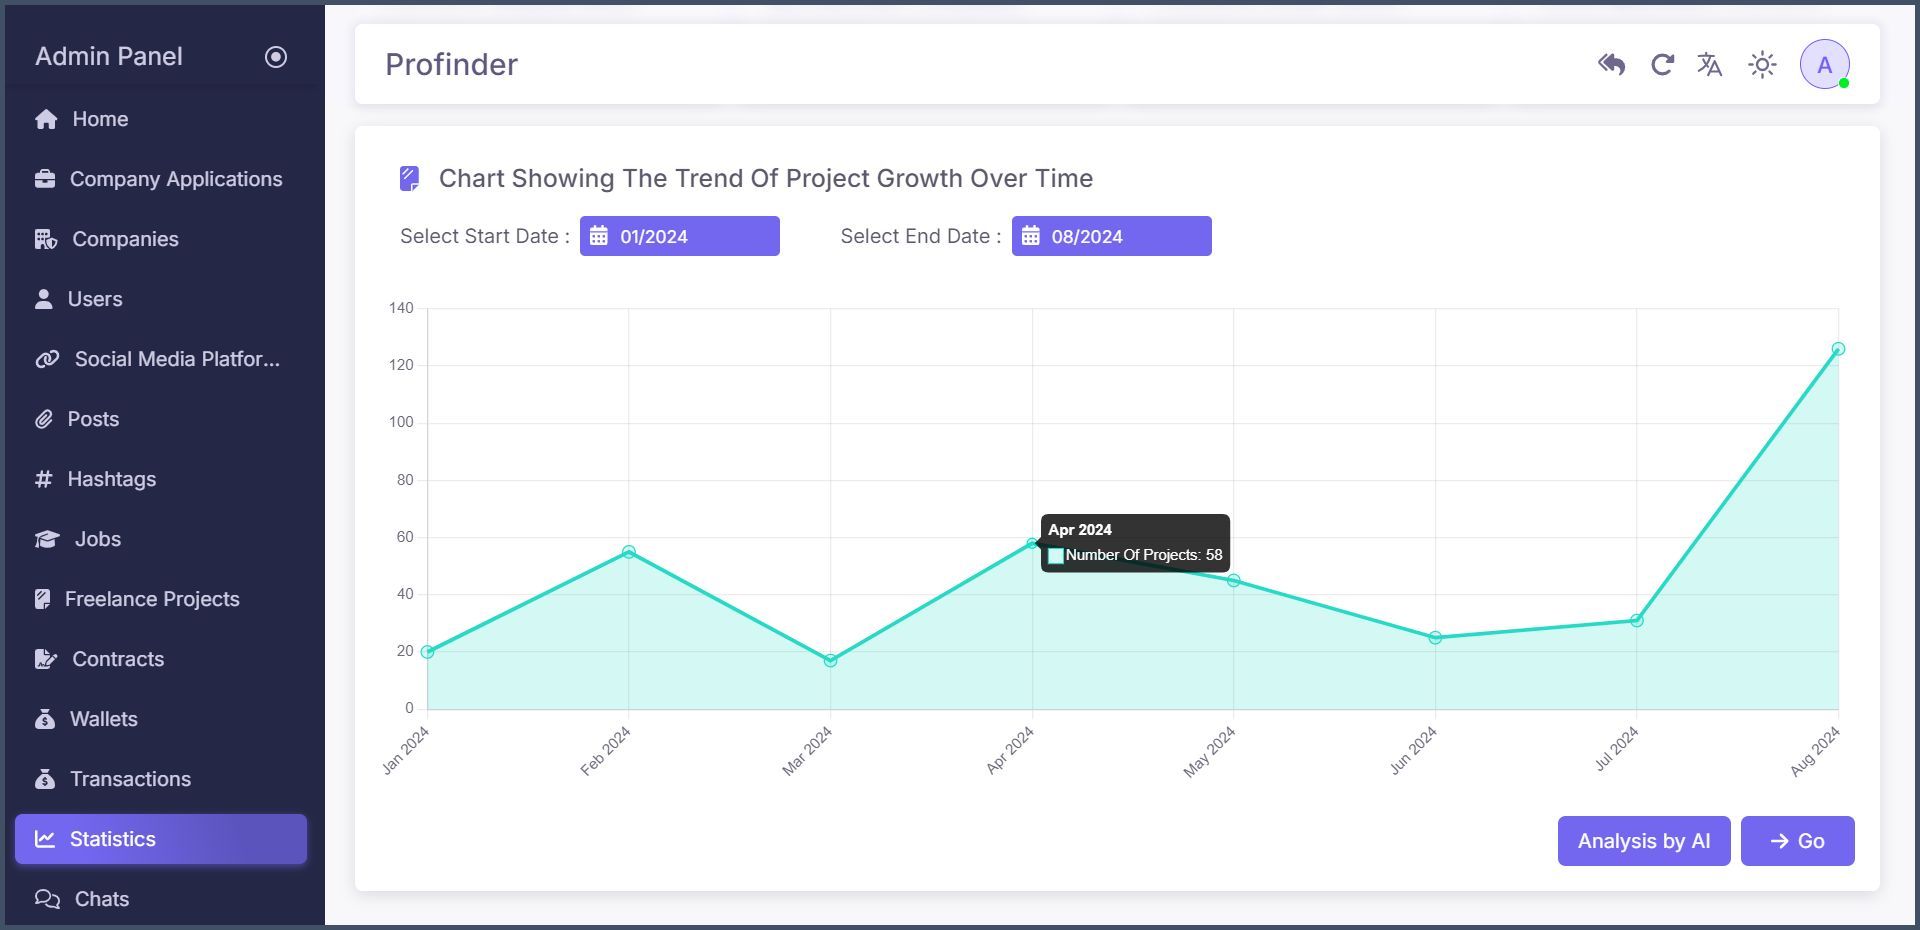 Admin Panel
Home
Company Applications
Companies
Users
Social Media Platfor...
Posts
Hashtags
Jobs
Freelance Projects
Contracts
Wallets
Transactions
Statistics
Chats
Profinder
A
Chart Showing The Trend Of Project Growth Over Time
Select Start Date : 01/2024 Select End Date : 08/2024
140
120
100
80
60
40
20
0
Apr 2024
Number Of Projects: 58
Jan 2024 Feb 2024 Mar 2024 Apr 2024 May 2024 Jun 2024 Jul 2024 Aug 2024
Analysis by AI Go